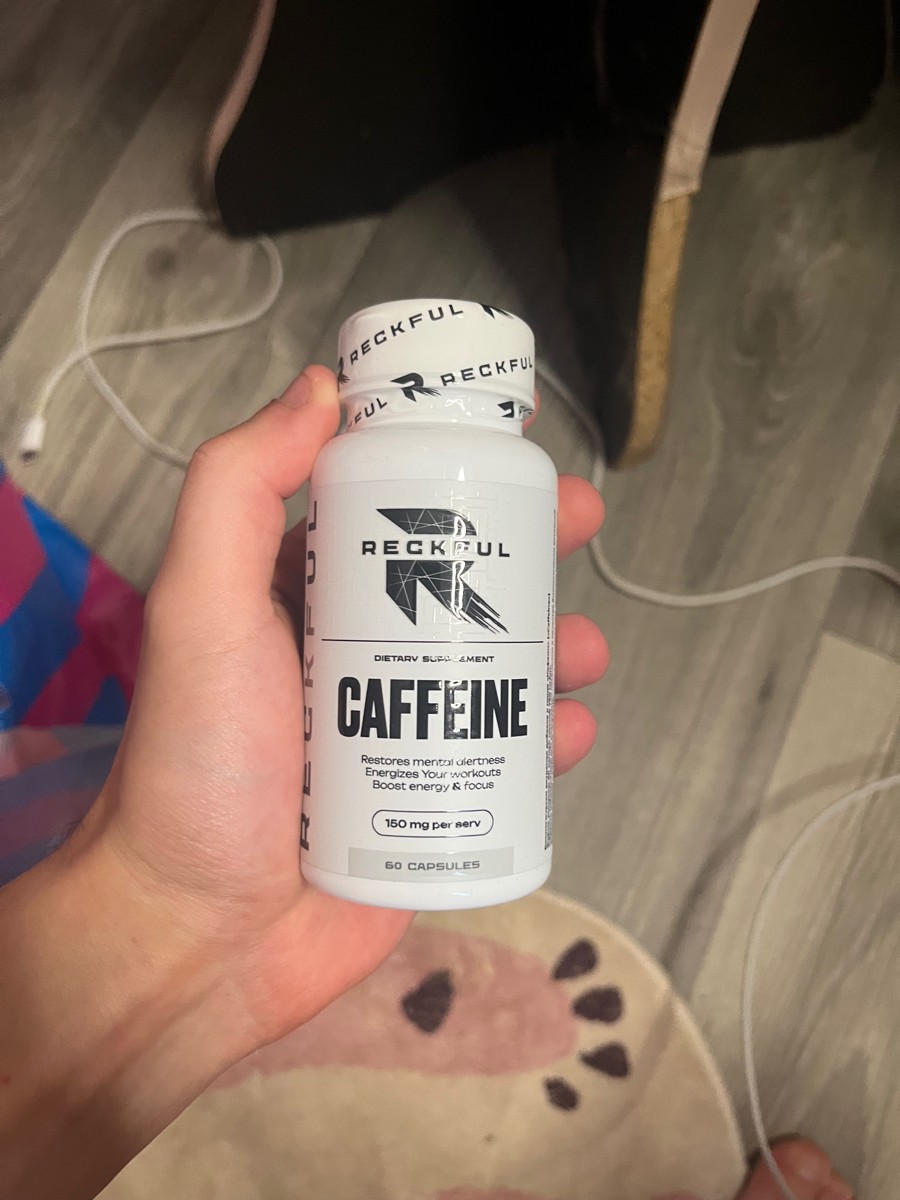 RECKFUL
RECKFUL
RECKFUL
RECKFUL
DIETARY SUPPLEMENT
CAFFEINE
Restores mental alertness
Energizes Your workouts
Boost energy & focus
150 mg per serv
60 CAPSULES